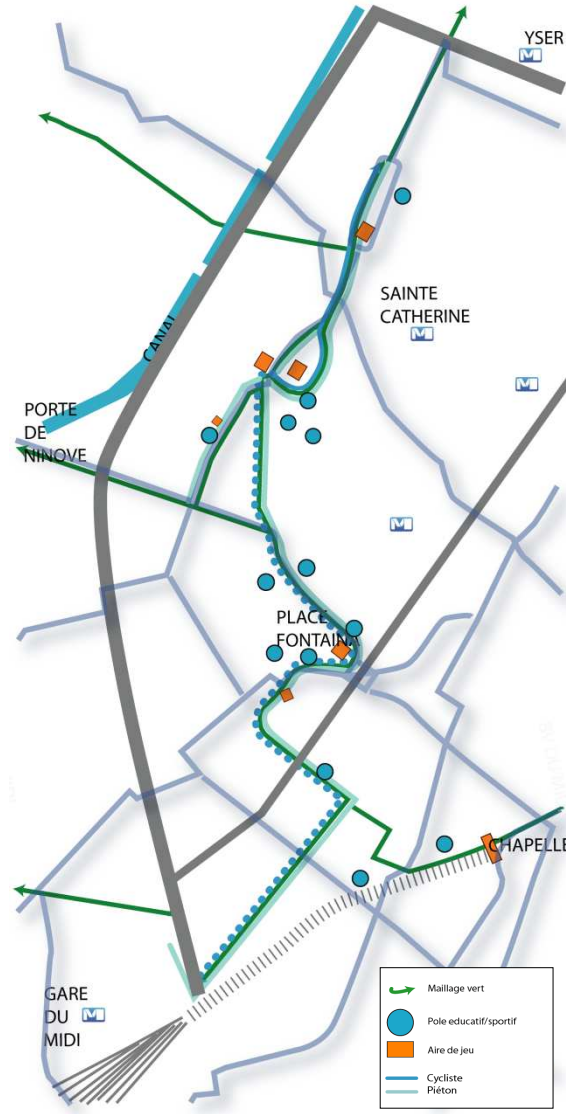 YSER
M
SAINTE
CATHERINE
M
M
CANAL
PORTE
DE
NINOVE
M
PLACE
FONTAINA
CHAPELLE
GARE
DU
MIDI
M
Maillage vert
Pole educatif/sportif
Aire de jeu
Cycliste
Piéton